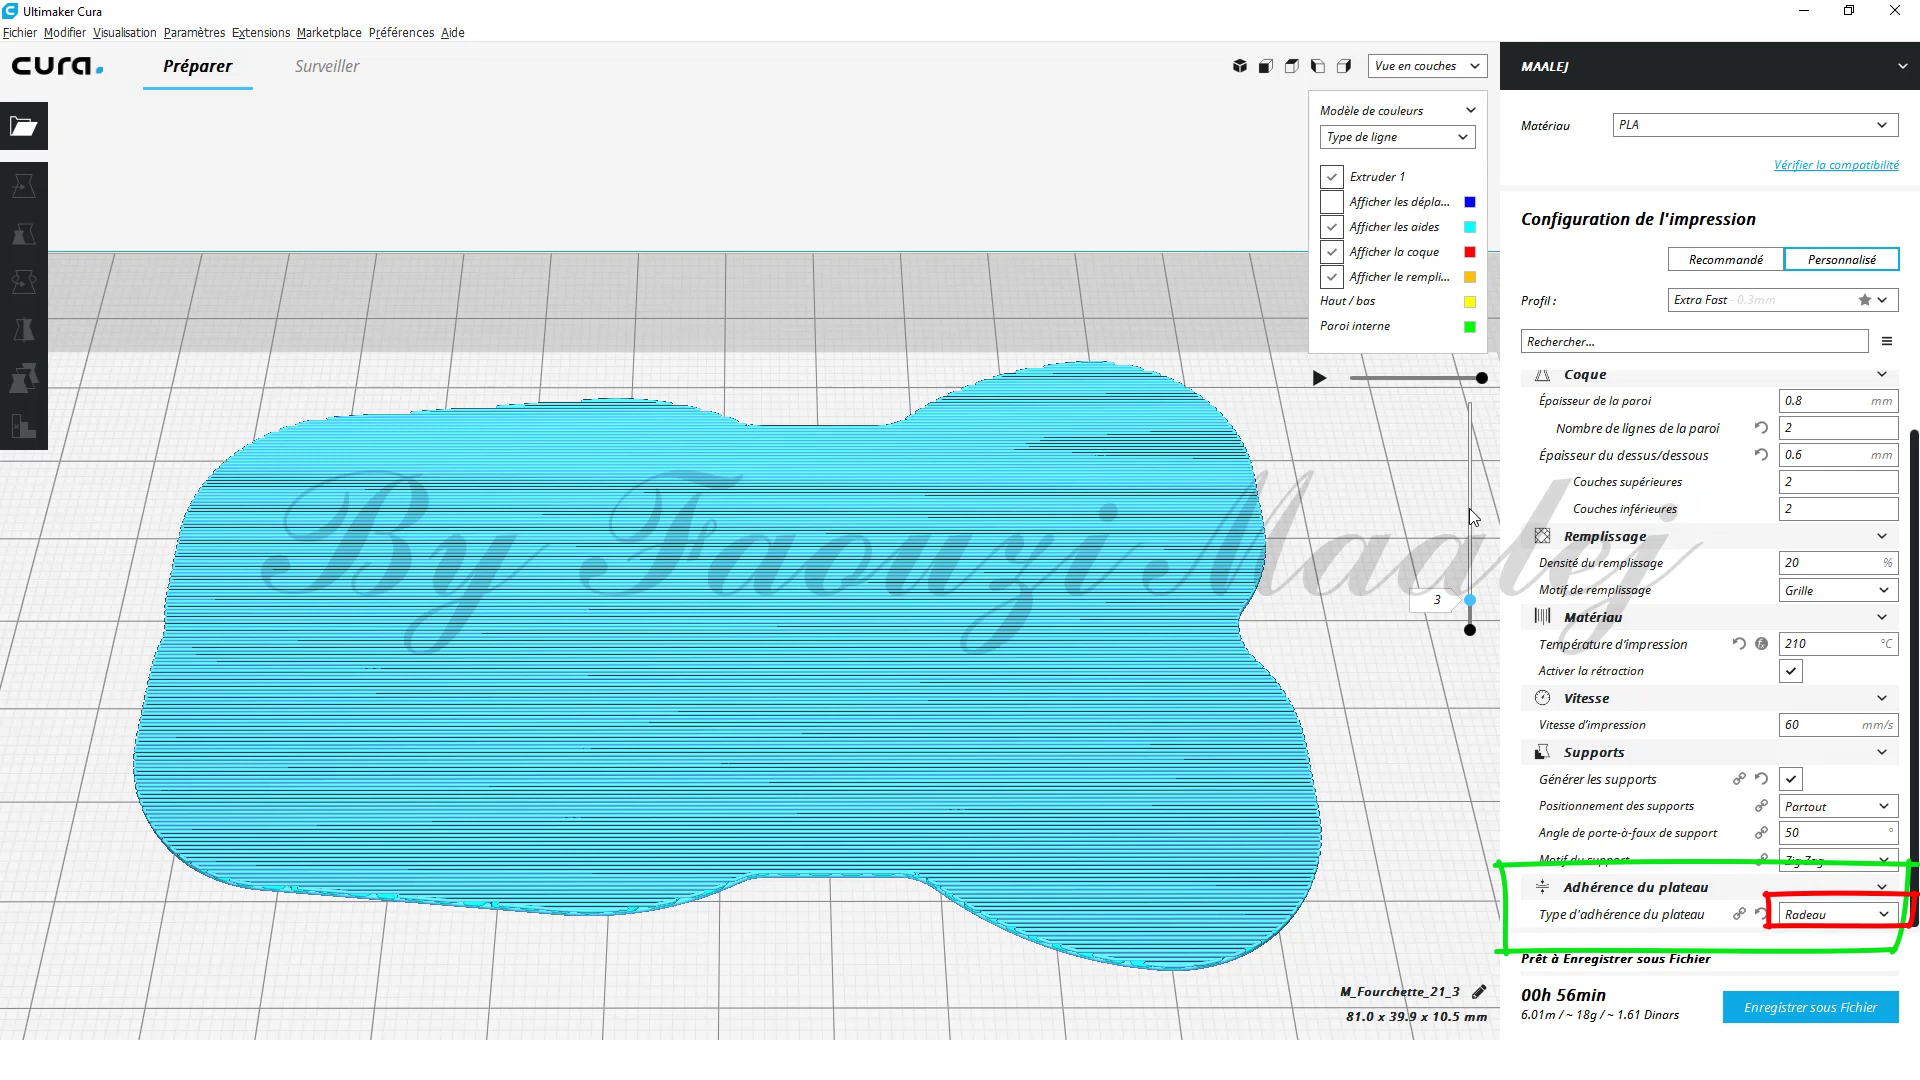 Ultimaker Cura
Fichier Modifier Visualisation Paramètres Extensions Marketplace Préférences Aide
cura.
Préparer
Surveiller
Vue en couches
MAALEJ
Modèle de couleurs
Type de ligne
Extruder 1
Afficher les dépla...
Afficher les aides
Afficher la coque
Afficher le rempli...
Haut / bas
Paroi interne
Matériau
PLA
Vérifier la compatibilité
Configuration de l'impression
Recommandé
Personnalisé
Profil :
Extra Fast - 0.3mm
Rechercher...
Coque
Épaisseur de la paroi
0.8 mm
Nombre de lignes de la paroi
2
Épaisseur du dessus/dessous
0.6 mm
Couches supérieures
2
Couches inférieures
2
Remplissage
Densité du remplissage
20 %
Motif de remplissage
Grille
Matériau
Température d'impression
210 °C
Activer la rétraction
Vitesse
Vitesse d'impression
60 mm/s
Supports
Générer les supports
Positionnement des supports
Partout
Angle de porte-à-faux de support
50 °
Motif du support
Zig Zag
Adhérence du plateau
Type d'adhérence du plateau
Radeau
Prêt à Enregistrer sous Fichier
00h 56min
6.01m / ~ 18g / ~ 1.61 Dinars
Enregistrer sous Fichier
By Faouzi Maalej
3
M_Fourchette_21_3
81.0 x 39.9 x 10.5 mm